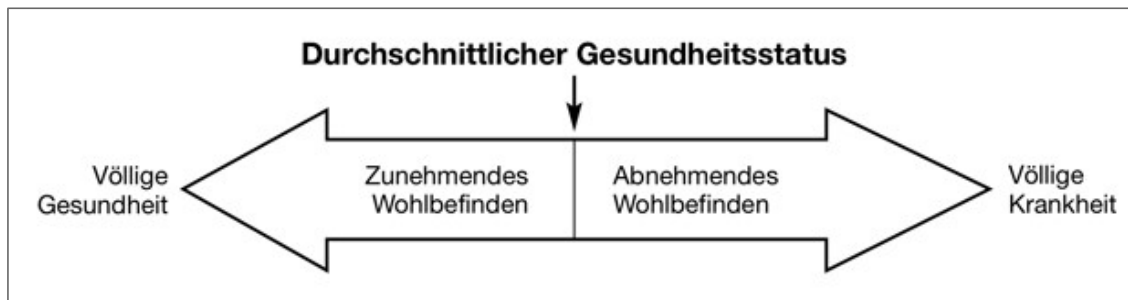 Durchschnittlicher Gesundheitsstatus
Völlige
Gesundheit
Zunehmendes
Wohlbefinden
Abnehmendes
Wohlbefinden
Völlige
Krankheit